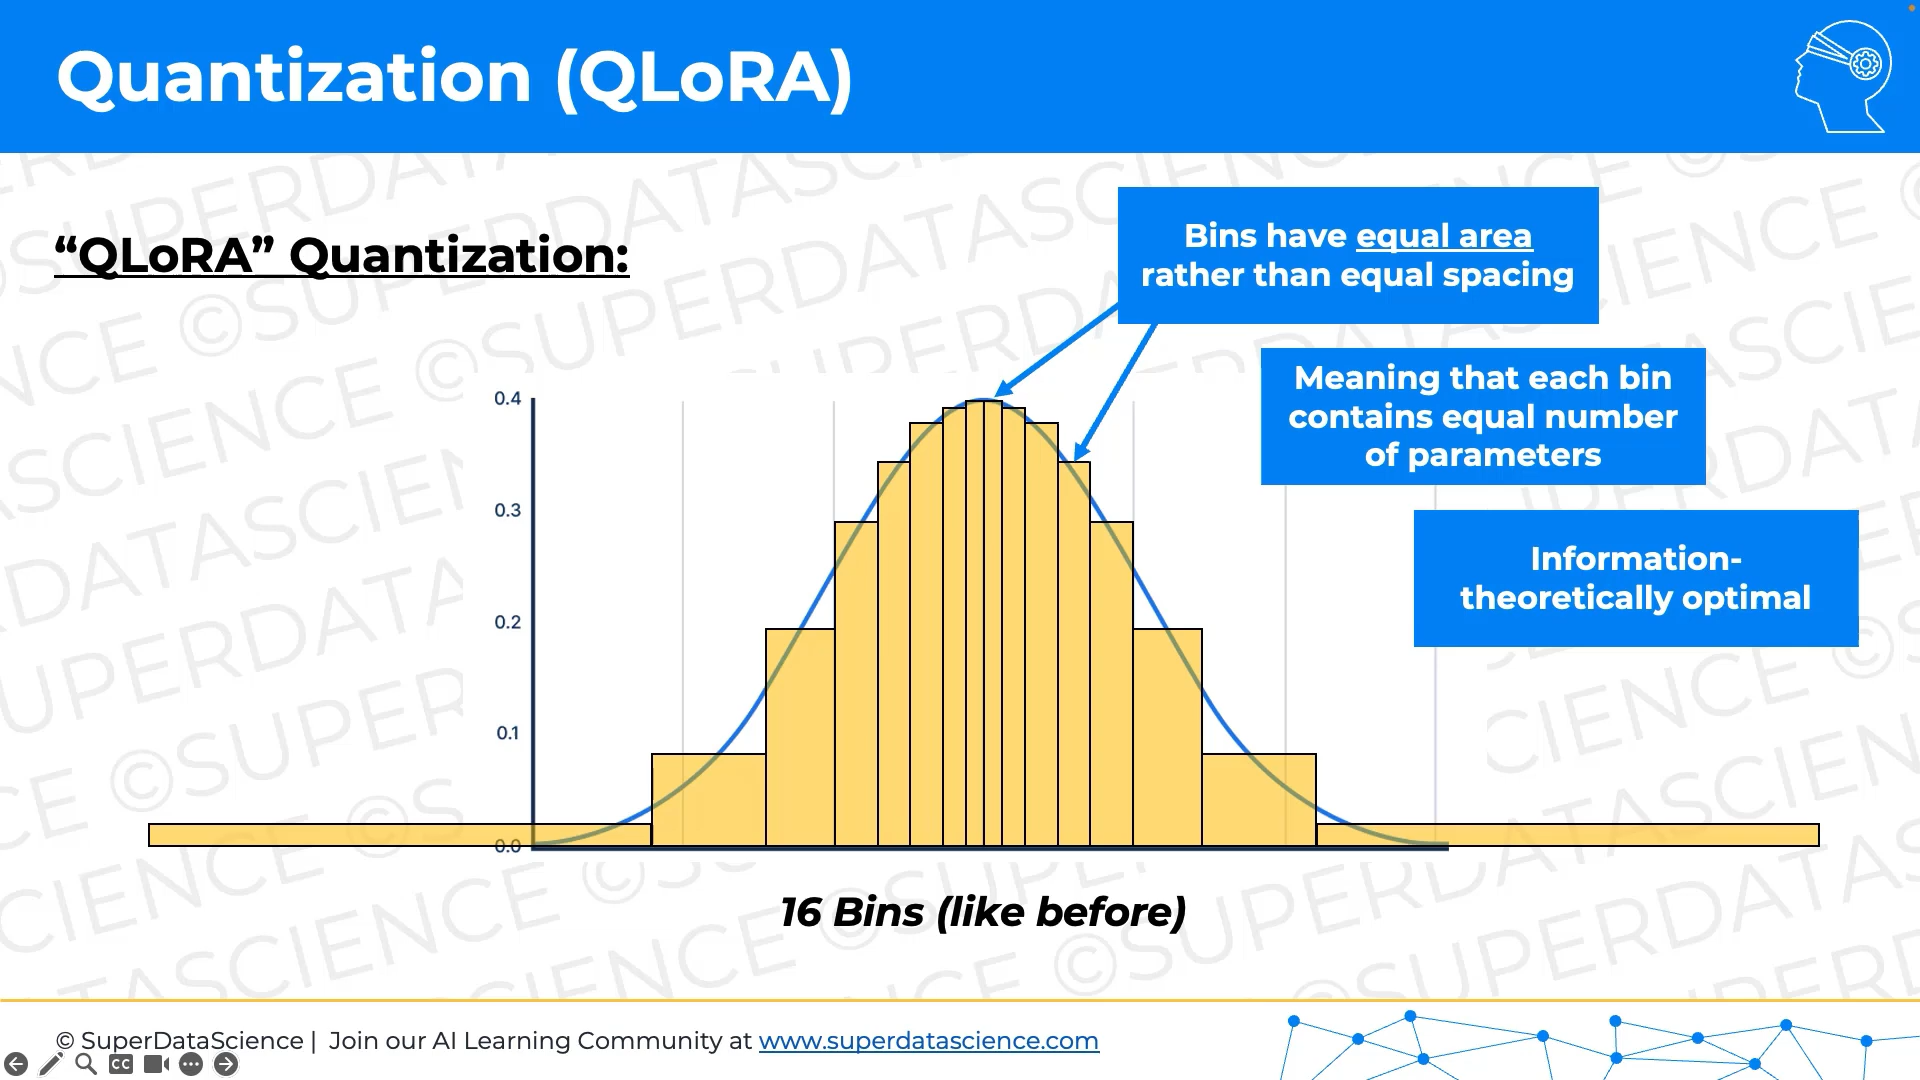 Quantization (QLoRA)
“QLoRA” Quantization:
Bins have equal area
rather than equal spacing
Meaning that each bin
contains equal number
of parameters
Information-
theoretically optimal
0.4
0.3
0.2
0.1
0.0
16 Bins (like before)
© SuperDataScience | Join our AI Learning Community at www.superdatascience.com
CC
©SUPERDATASCIENCE